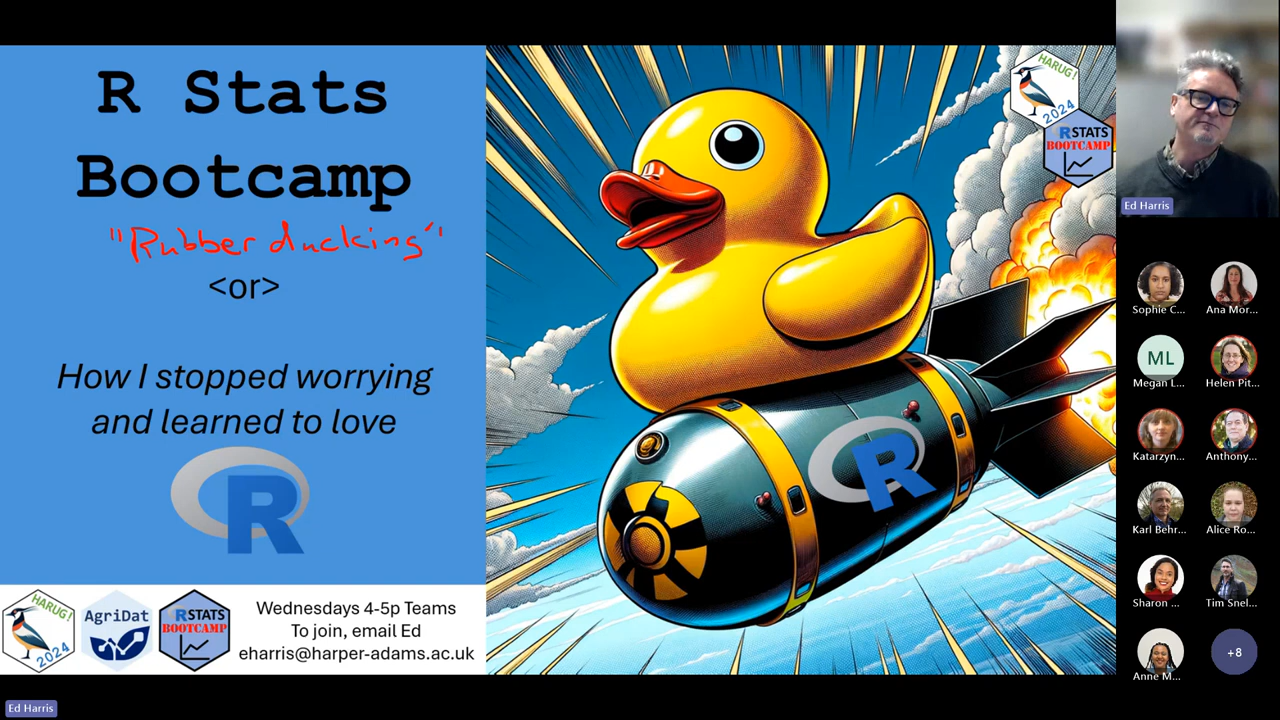 R Stats
Bootcamp
"Rubber ducking"
<or>
How I stopped worrying
and learned to love
R
HARUG!
2024
AgriDat
RSTATS
BOOTCAMP
Wednesdays 4-5p Teams
To join, email Ed
eharris@harper-adams.ac.uk
R
HARUG!
2024
RSTATS
BOOTCAMP
Ed Harris
Sophie C...
Ana Mor...
ML
Megan L...
Helen Pit...
Katarzyn...
Anthony...
Karl Behr...
Alice Ro...
Sharon ...
Tim Snel...
Anne M...
+8
Ed Harris